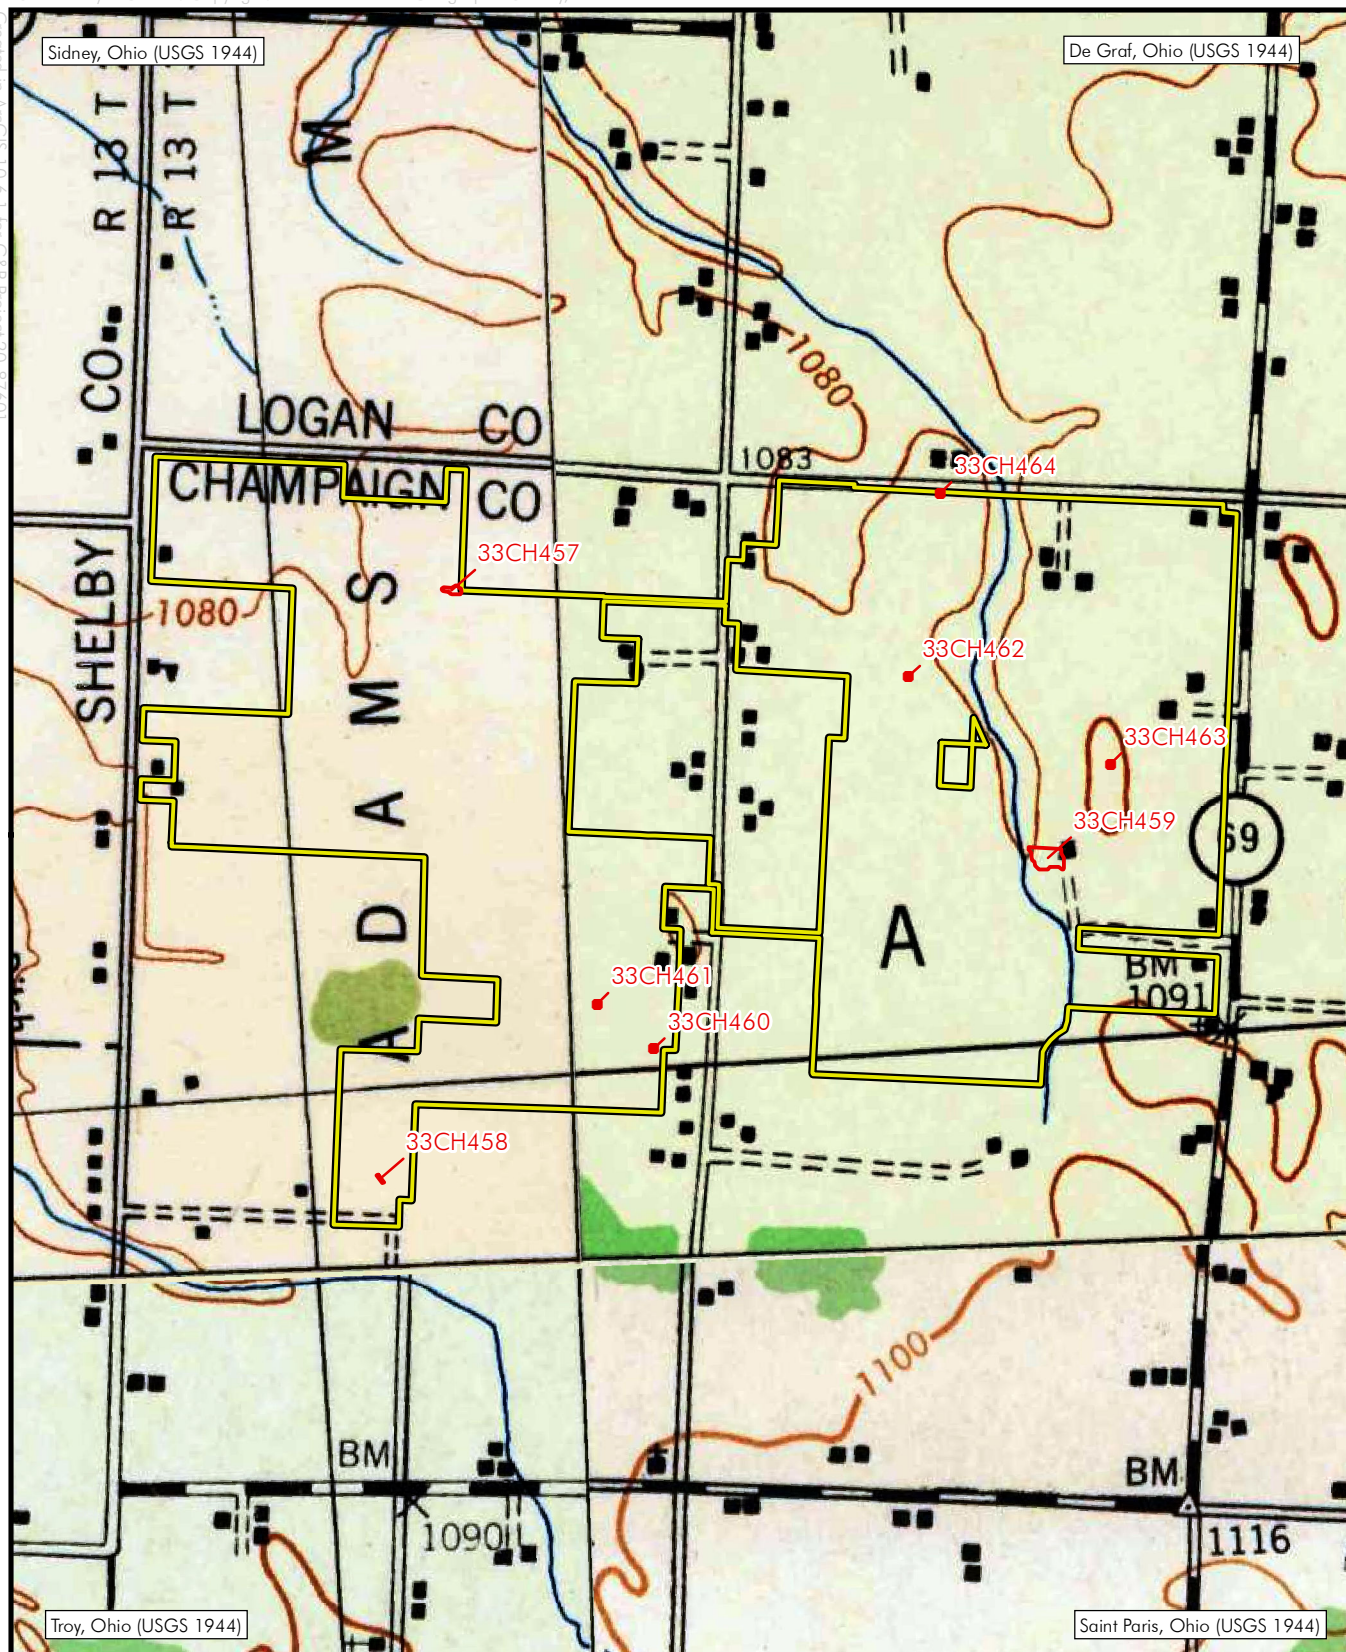 Sidney, Ohio (USGS 1944)
De Graf, Ohio (USGS 1944)
R 13 T
R 13 T
M
CO
LOGAN CO
1080
1083
33CH464
CHAMPAIGN CO
33CH457
SHELBY
1080
ADAMS
33CH462
33CH463
33CH459
69
A
BM
1091
33CH461
33CH460
33CH458
1100
BM
1090
BM
1116
Troy, Ohio (USGS 1944)
Saint Paris, Ohio (USGS 1944)